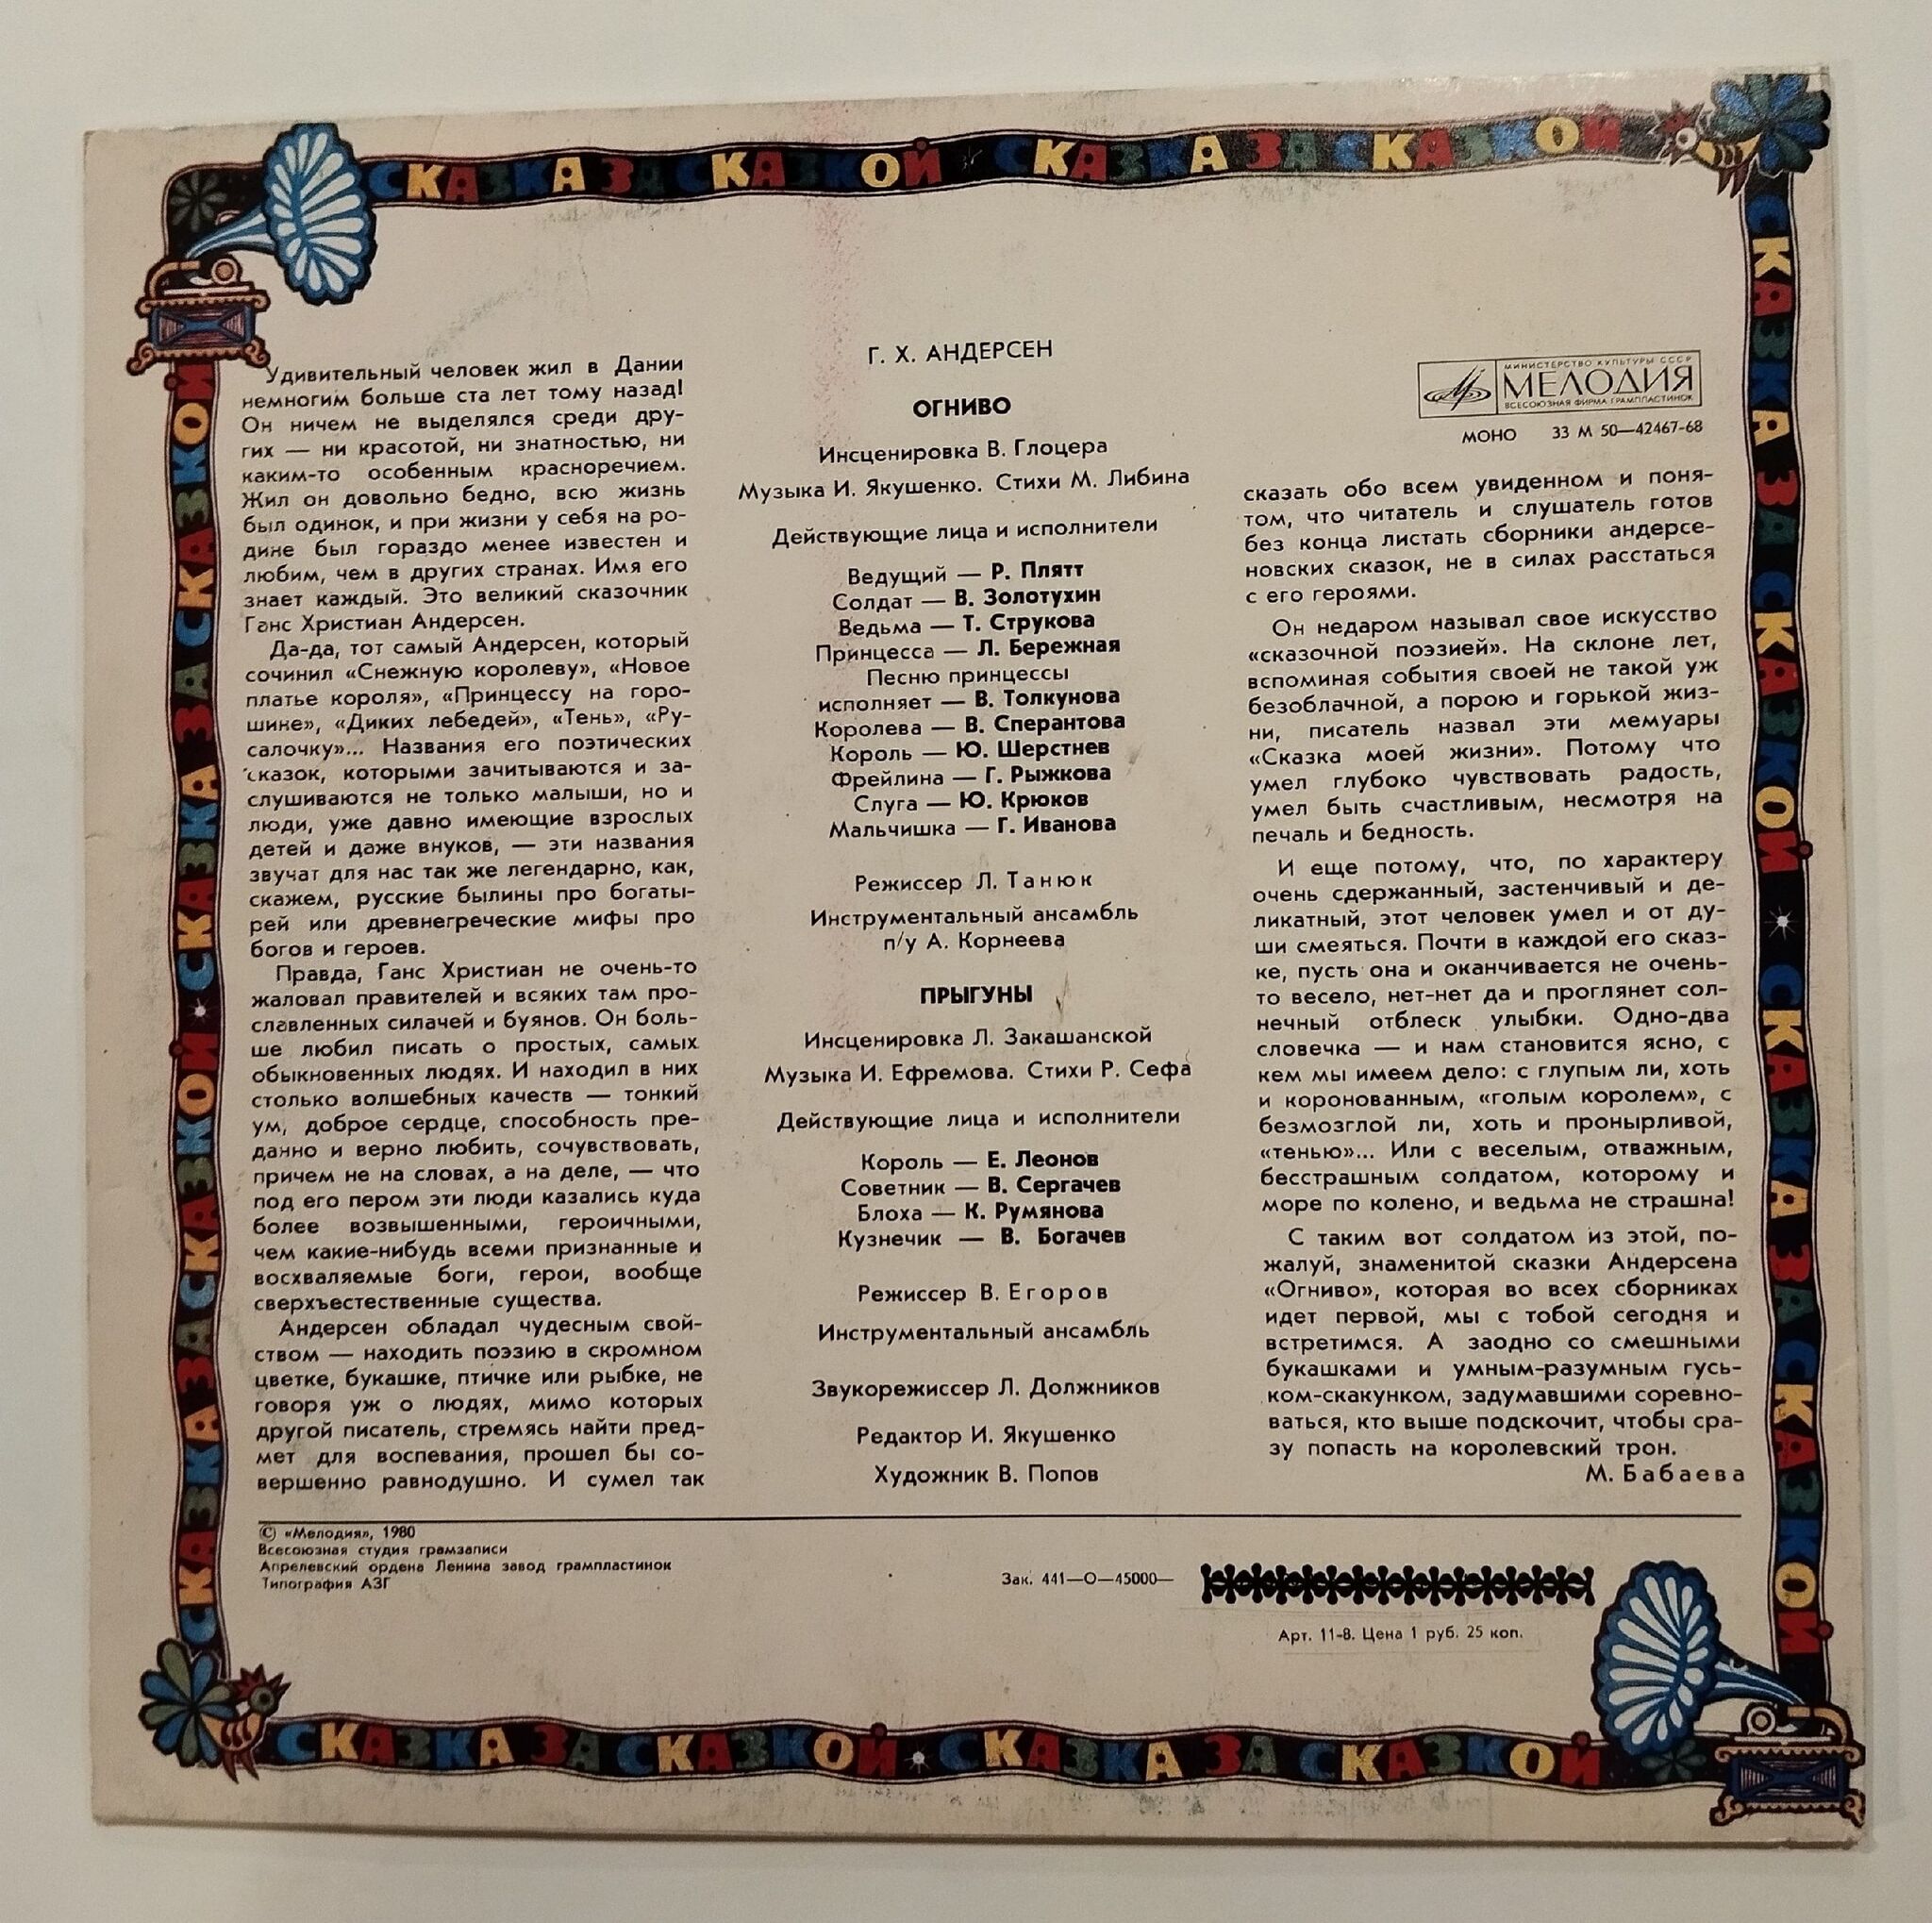 СКАЗКА ЗА СКАЗКОЙ * СКАЗКА ЗА СКАЗКОЙ
СКАЗКА ЗА СКАЗКОЙ * СКАЗКА ЗА СКАЗКОЙ
СКАЗКА ЗА СКАЗКОЙ * СКАЗКА ЗА СКАЗКОЙ
Удивительный человек жил в Дании
немногим больше ста лет тому назад!
Он ничем не выделялся среди дру-
гих — ни красотой, ни знатностью, ни
каким-то особенным красноречием.
Жил он довольно бедно, всю жизнь
был одинок, и при жизни у себя на ро-
дине был гораздо менее известен и
любим, чем в других странах. Имя его
знает каждый. Это великий сказочник
Ганс Христиан Андерсен.
Да-да, тот самый Андерсен, который
сочинил «Снежную королеву», «Новое
платье короля», «Принцессу на горо-
шине», «Диких лебедей», «Тень», «Ру-
салочку»... Названия его поэтических
сказок, которыми зачитываются и за-
слушиваются не только малыши, но и
люди, уже давно имеющие взрослых
детей и даже внуков, — эти названия
звучат для нас так же легендарно, как,
скажем, русские былины про богаты-
рей или древнегреческие мифы про
богов и героев.
Правда, Ганс Христиан не очень-то
жаловал правителей и всяких там про-
славленных силачей и буянов. Он боль-
ше любил писать о простых, самых
обыкновенных людях. И находил в них
столько волшебных качеств — тонкий
ум, доброе сердце, способность пре-
данно и верно любить, сочувствовать,
причем не на словах, а на деле, — что
под его пером эти люди казались куда
более возвышенными, героичными,
чем какие-нибудь всеми признанные и
восхваляемые боги, герои, вообще
сверхъестественные существа.
Андерсен обладал чудесным свой-
ством — находить поэзию в скромном
цветке, букашке, птичке или рыбке, не
говоря уж о людях, мимо которых
другой писатель, стремясь найти пред-
мет для воспевания, прошел бы со-
вершенно равнодушно. И сумел так
Г. Х. АНДЕРСЕН
ОГНИВО
Инсценировка В. Глоцера
Музыка И. Якушенко. Стихи М. Либина
Действующие лица и исполнители
Ведущий — Р. Плятт
Солдат — В. Золотухин
Ведьма — Т. Струкова
Принцесса — Л. Бережная
Песню принцессы
исполняет — В. Толкунова
Королева — В. Сперантова
Король — Ю. Шерстнев
Фрейлина — Г. Рыжкова
Слуга — Ю. Крюков
Мальчишка — Г. Иванова
Режиссер Л. Танюк
Инструментальный ансамбль
п/у А. Корнеева
ПРЫГУНЫ
Инсценировка Л. Закашанской
Музыка И. Ефремова. Стихи Р. Сефа
Действующие лица и исполнители
Король — Е. Леонов
Советник — В. Сергачев
Блоха — К. Румянова
Кузнечик — В. Богачев
Режиссер В. Егоров
Инструментальный ансамбль
Звукорежиссер Л. Должников
Редактор И. Якушенко
Художник В. Попов
МИНИСТЕРСТВО КУЛЬТУРЫ СССР
МЕЛОДИЯ
ВСЕСОЮЗНАЯ ФИРМА ГРАМПЛАСТИНОК
МОНО 33 М 50—42467-68
сказать обо всем увиденном и поня-
том, что читатель и слушатель готов
без конца листать сборники андерсе-
новских сказок, не в силах расстаться
с его героями.
Он недаром называл свое искусство
«сказочной поэзией». На склоне лет,
вспоминая события своей не такой уж
безоблачной, а порою и горькой жиз-
ни, писатель назвал эти мемуары
«Сказка моей жизни». Потому что
умел глубоко чувствовать радость,
умел быть счастливым, несмотря на
печаль и бедность.
И еще потому, что, по характеру
очень сдержанный, застенчивый и де-
ликатный, этот человек умел и от ду-
ши смеяться. Почти в каждой его сказ-
ке, пусть она и оканчивается не очень-
то весело, нет-нет да и проглянет сол-
нечный отблеск улыбки. Одно-два
словечка — и нам становится ясно, с
кем мы имеем дело: с глупым ли, хоть
и коронованным, «голым королем», с
безмозглой ли, хоть и пронырливой,
«тенью»... Или с веселым, отважным,
бесстрашным солдатом, которому и
море по колено, и ведьма не страшна!
С таким вот солдатом из этой, по-
жалуй, знаменитой сказки Андерсена
«Огниво», которая во всех сборниках
идет первой, мы с тобой сегодня и
встретимся. А заодно со смешными
букашками и умным-разумным гусь-
ком-скакунком, задумавшими соревно-
ваться, кто выше подскочит, чтобы сра-
зу попасть на королевский трон.
М. Бабаева
© «Мелодия», 1980
Всесоюзная студия грамзаписи
Апрелевский ордена Ленина завод грампластинок
Типография АЗГ
Зак. 441—О—45000—
Арт. 11-8. Цена 1 руб. 25 коп.
СКАЗКА ЗА СКАЗКОЙ * СКАЗКА ЗА СКАЗКОЙ